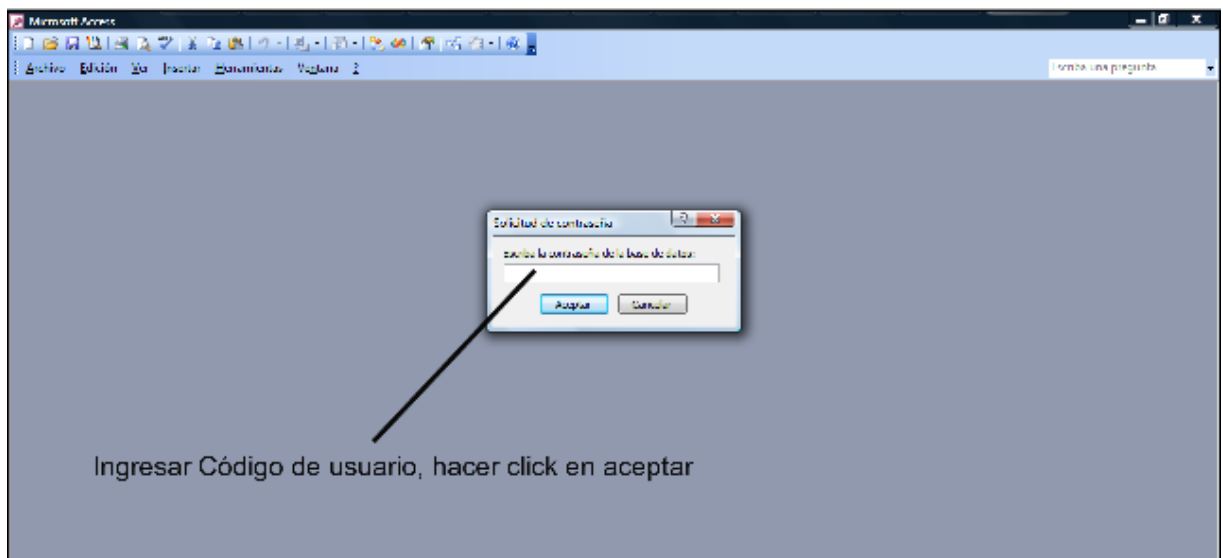 Microsoft Access
Archivo Edición Ver Insertar Herramientas Ventana ?
Escriba una pregunta
Solicitud de contraseña
Escriba la contraseña de la base de datos:
Aceptar Cancelar
Ingresar Código de usuario, hacer click en aceptar